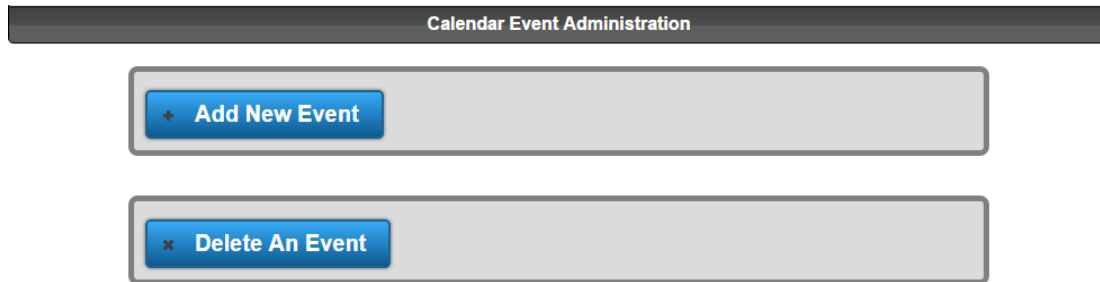 Calendar Event Administration
Add New Event
Delete An Event